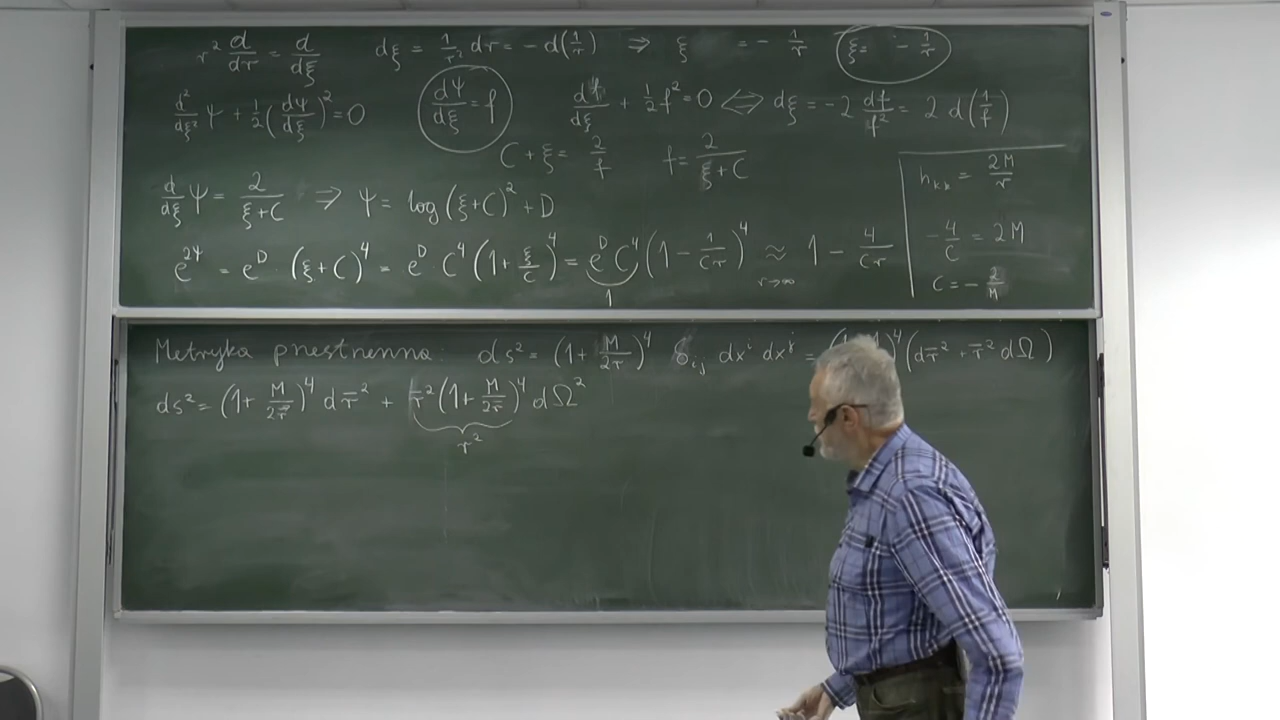 r² d/dr = d/dξ   dξ = 1/r² dr = - d(1/r) ⇒ ξ = - 1/r   ξ = - 1/r
d²/dξ² Ψ + 1/2 (dΨ/dξ)² = 0   dΨ/dξ = f   df/dξ + 1/2 f² = 0 ⇔ dξ = -2 df/f² = 2 d(1/f)
C + ξ = 2/f   f = 2/(ξ+C)
d/dξ Ψ = 2/(ξ+C) ⇒ Ψ = log(ξ+C)² + D
e^{2Ψ} = e^D · (ξ+C)⁴ = e^D C⁴ (1 + ξ/C)⁴ = e^D C⁴ (1 - 1/(Cr))⁴ ≈ 1 - 4/(Cr)
1   r→∞
h_{kk} = 2M/r
- 4/C = 2M
C = - 2/M
Metryka przestrzenna: ds² = (1 + M/2r)⁴ δ_{ij} dx^i dx^j = )⁴ (dr̄² + r̄² dΩ )
ds² = (1 + M/2r̄)⁴ dr̄² + r̄² (1 + M/2r̄)⁴ dΩ²
r²